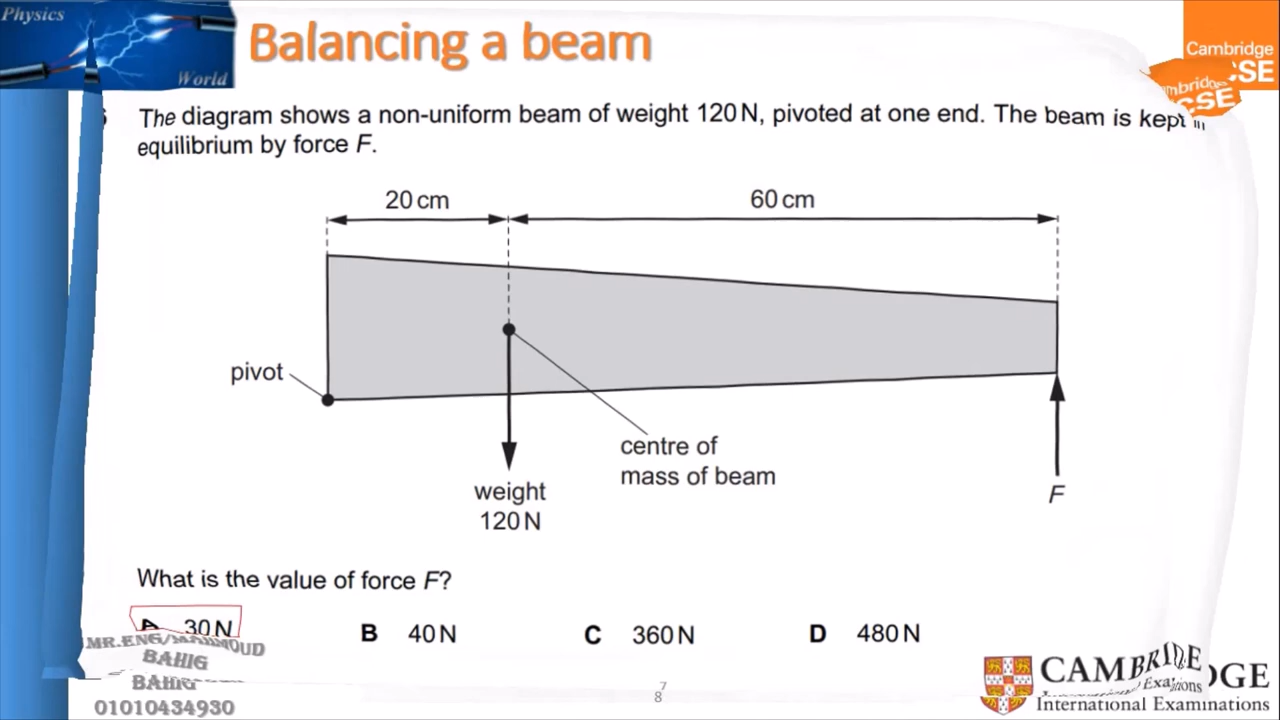 Physics
World
Balancing a beam
Cambridge
The diagram shows a non-uniform beam of weight 120 N, pivoted at one end. The beam is kept in
equilibrium by force F.
20 cm
60 cm
pivot
centre of
mass of beam
weight
120 N
F
What is the value of force F?
A 30 N B 40 N C 360 N D 480 N
MR.ENG/MAHMOUD
BAHIG
BAHIG
01010434930
7
8
CAMBRIDGE
International Examinations